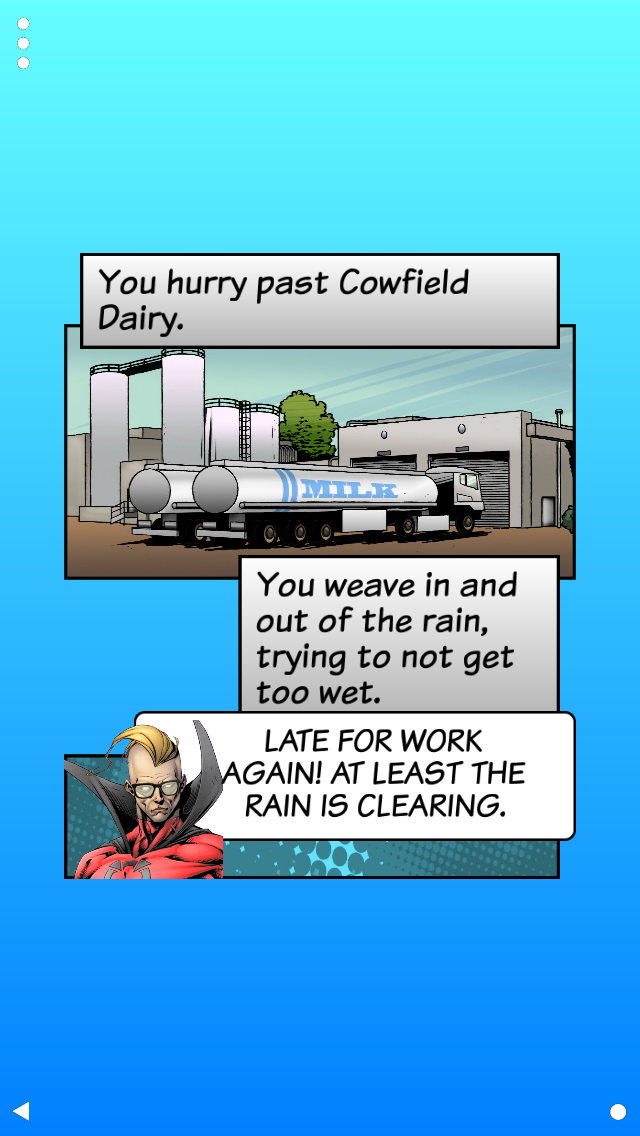 You hurry past Cowfield
Dairy.
MILK
You weave in and
out of the rain,
trying to not get
too wet.
LATE FOR WORK
AGAIN! AT LEAST THE
RAIN IS CLEARING.